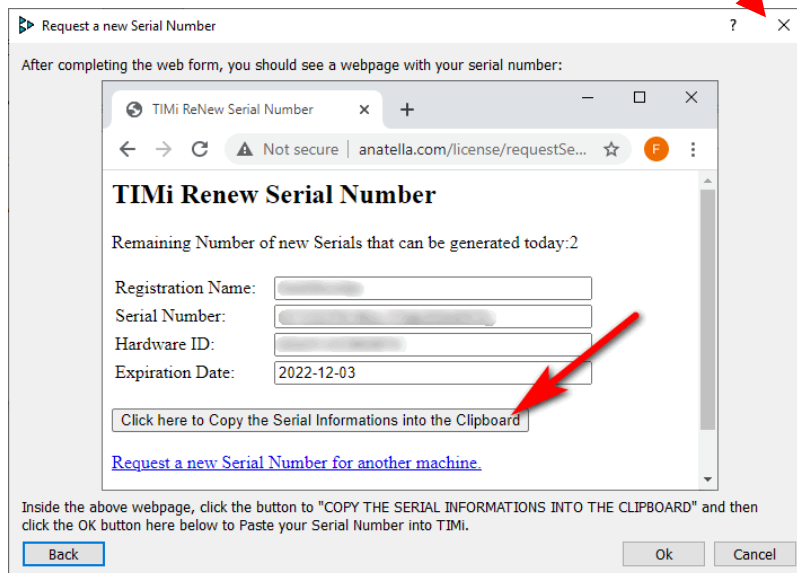 Request a new Serial Number
After completing the web form, you should see a webpage with your serial number:
TIMi ReNew Serial Number
Not secure | anatella.com/license/requestSe...
F
TIMi Renew Serial Number
Remaining Number of new Serials that can be generated today:2
Registration Name:
Serial Number:
Hardware ID:
Expiration Date: 2022-12-03
Click here to Copy the Serial Informations into the Clipboard
Request a new Serial Number for another machine.
Inside the above webpage, click the button to "COPY THE SERIAL INFORMATIONS INTO THE CLIPBOARD" and then
click the OK button here below to Paste your Serial Number into TIMi.
Back Ok Cancel